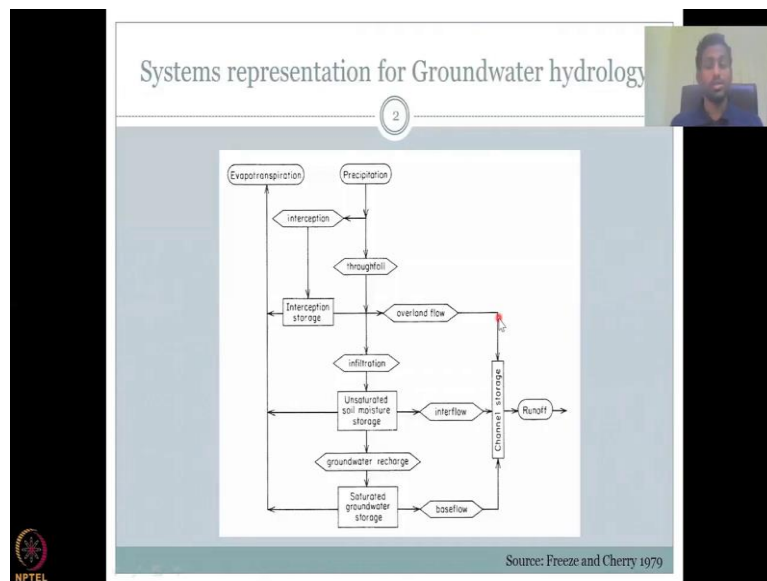 Systems representation for Groundwater hydrology
2
Evapotranspiration
Precipitation
interception
throughfall
Interception
storage
overland flow
infiltration
Unsaturated
soil moisture
storage
interflow
Channel storage
Runoff
groundwater recharge
Saturated
groundwater
storage
baseflow
Source: Freeze and Cherry 1979
NPTEL